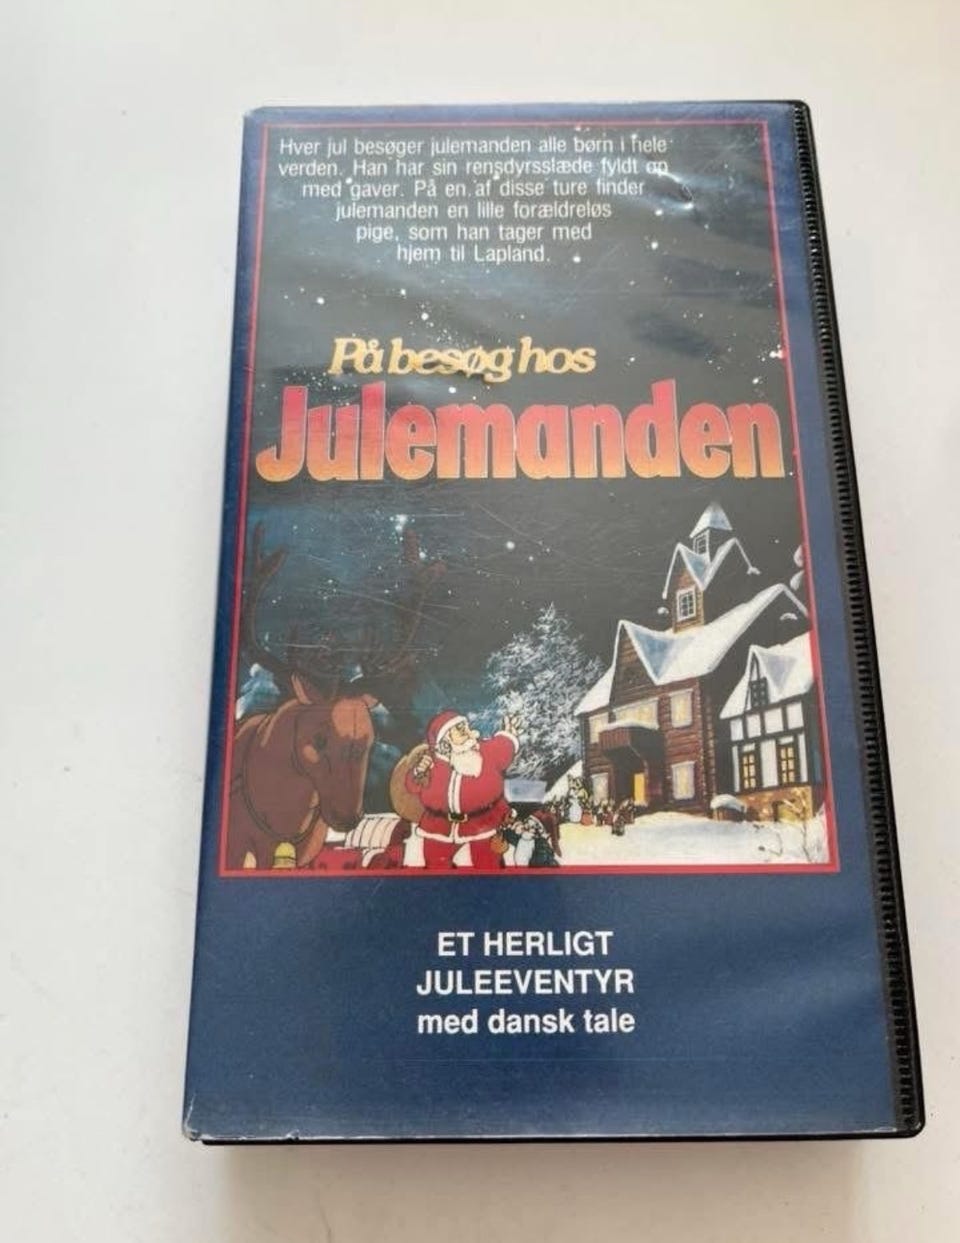 Hver jul besøger julemanden alle børn i hele
verden. Han har sin rensdyrsslæde fyldt op
med gaver. På en af disse ture finder
julemanden en lille forældreløs
pige, som han tager med
hjem til Lapland.
På besøg hos
Julemanden
ET HERLIGT
JULEEVENTYR
med dansk tale